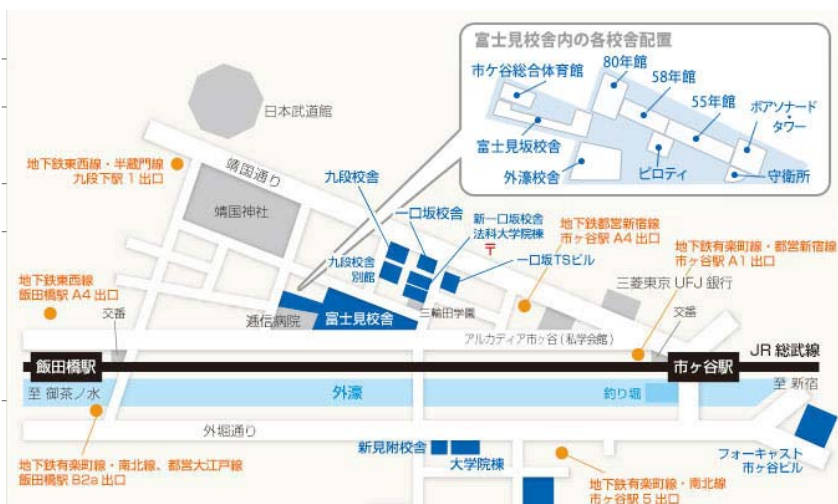 富士見校舎内の各校舎配置
80年館
58年館
市ケ谷総合体育館
55年館
ボアソナード
・
タワー
富士見坂校舎
外濠校舎
ピロティ
守衛所
日本武道館
地下鉄東西線・半蔵門線
九段下駅 1 出口
靖国通り
靖国神社
九段校舎
一口坂校舎
新一口坂校舎
法科大学院棟
〒
地下鉄都営新宿線
市ヶ谷駅 A4 出口
地下鉄有楽町線・都営新宿線
市ヶ谷駅 A1 出口
九段校舎
別館
一口坂TSビル
地下鉄東西線
飯田橋駅 A4 出口
三菱東京 UFJ 銀行
交番
逓信病院
富士見校舎
三輪田学園
交番
アルカディア市ヶ谷 ( 私学会館 )
JR 総武線
飯田橋駅
市ヶ谷駅
至 御茶ノ水
外濠
釣り堀
至 新宿
外堀通り
新見附校舎
大学院棟
フォーキャスト
市ヶ谷ビル
地下鉄有楽町線・南北線、都営大江戸線
飯田橋駅 B2a 出口
地下鉄有楽町線・南北線
市ヶ谷駅 5 出口